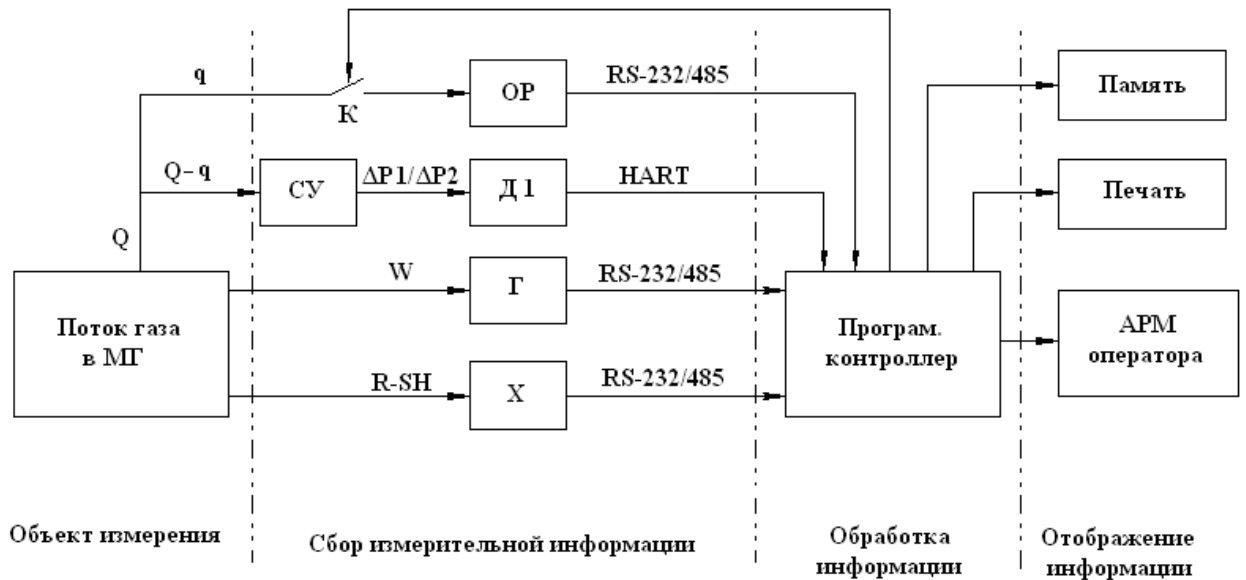 q
К
ОР
RS-232/485
Память
Q–q
СУ
ΔP1/ΔP2
Д 1
HART
Печать
Q
W
Г
RS-232/485
Поток газа
в МГ
Програм.
контроллер
АРМ
оператора
R-SH
Х
RS-232/485
Объект измерения
Сбор измерительной информации
Обработка
информации
Отображение
информации